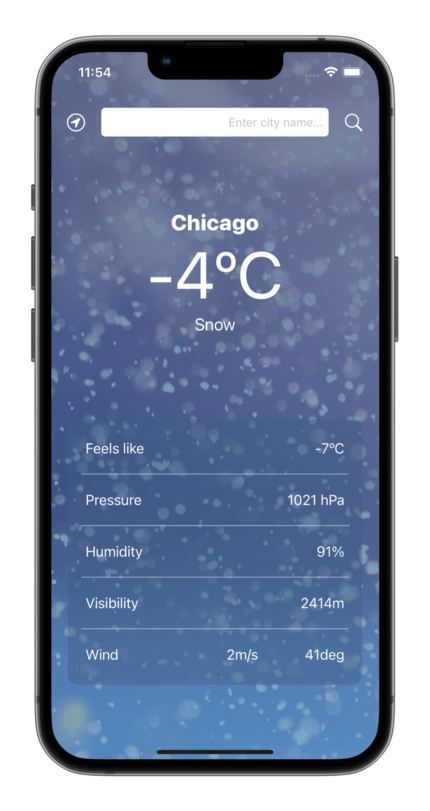 11:54
Enter city name...
Chicago
-4°C
Snow
Feels like -7°C
Pressure 1021 hPa
Humidity 91%
Visibility 2414m
Wind 2m/s 41deg